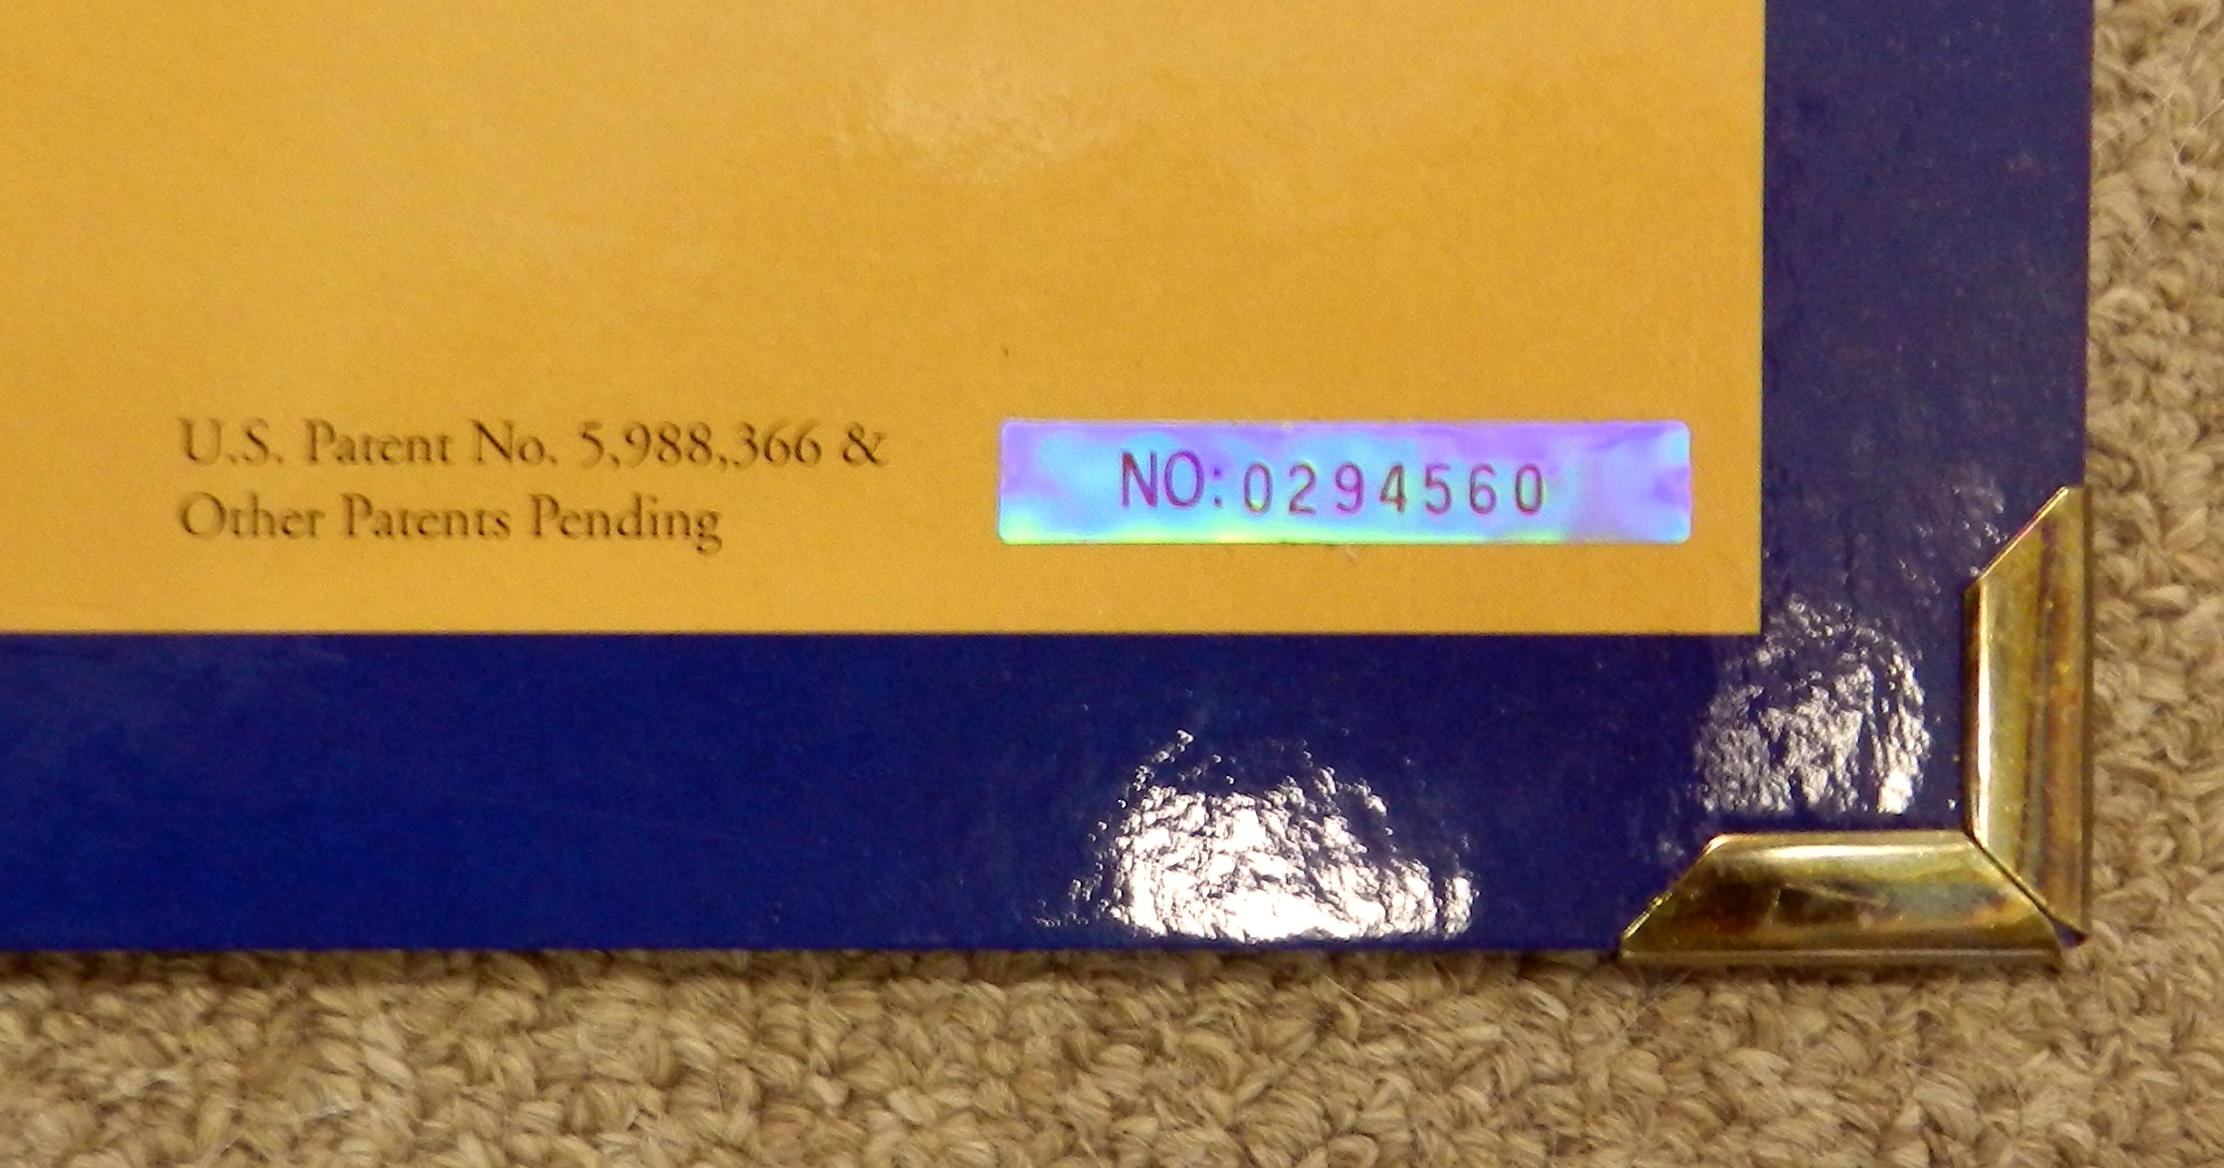 U.S. Patent No. 5,988,366 &
Other Patents Pending
NO:0294560